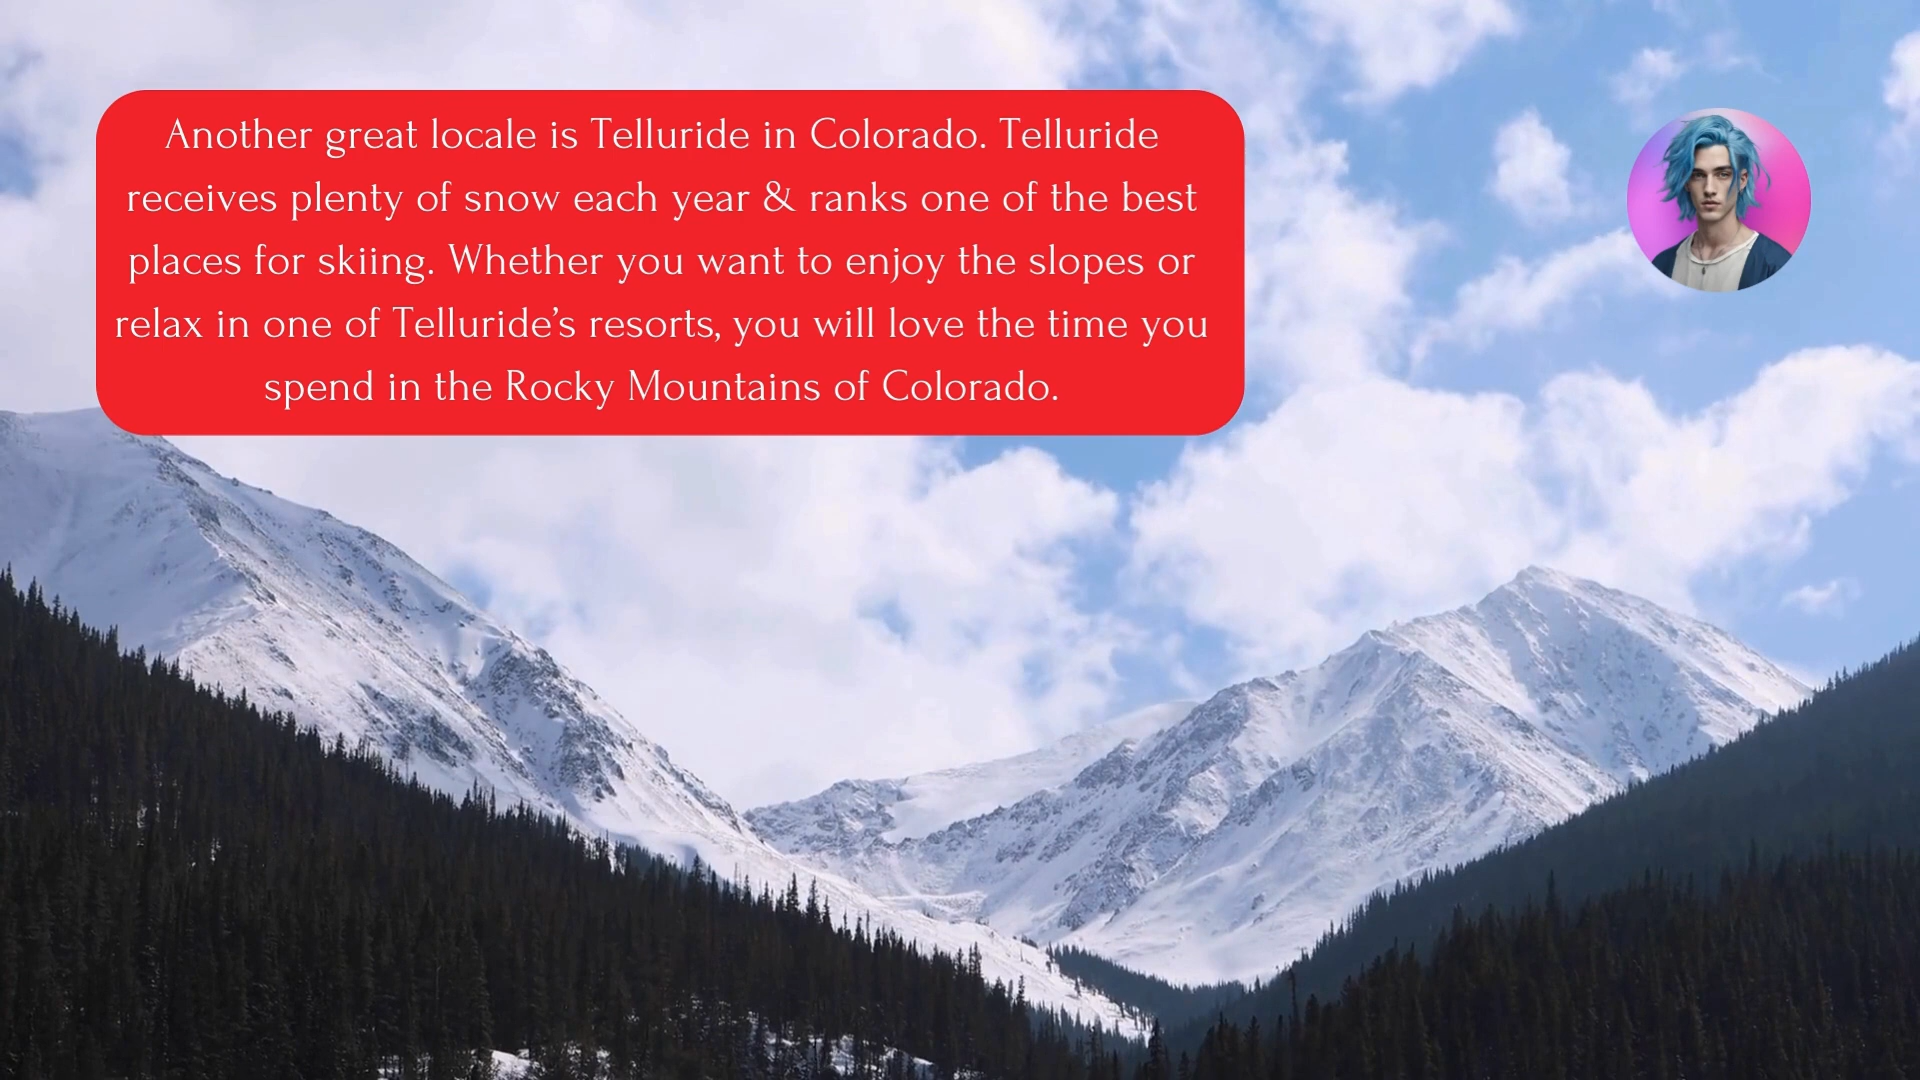 Another great locale is Telluride in Colorado. Telluride
receives plenty of snow each year & ranks one of the best
places for skiing. Whether you want to enjoy the slopes or
relax in one of Telluride’s resorts, you will love the time you
spend in the Rocky Mountains of Colorado.